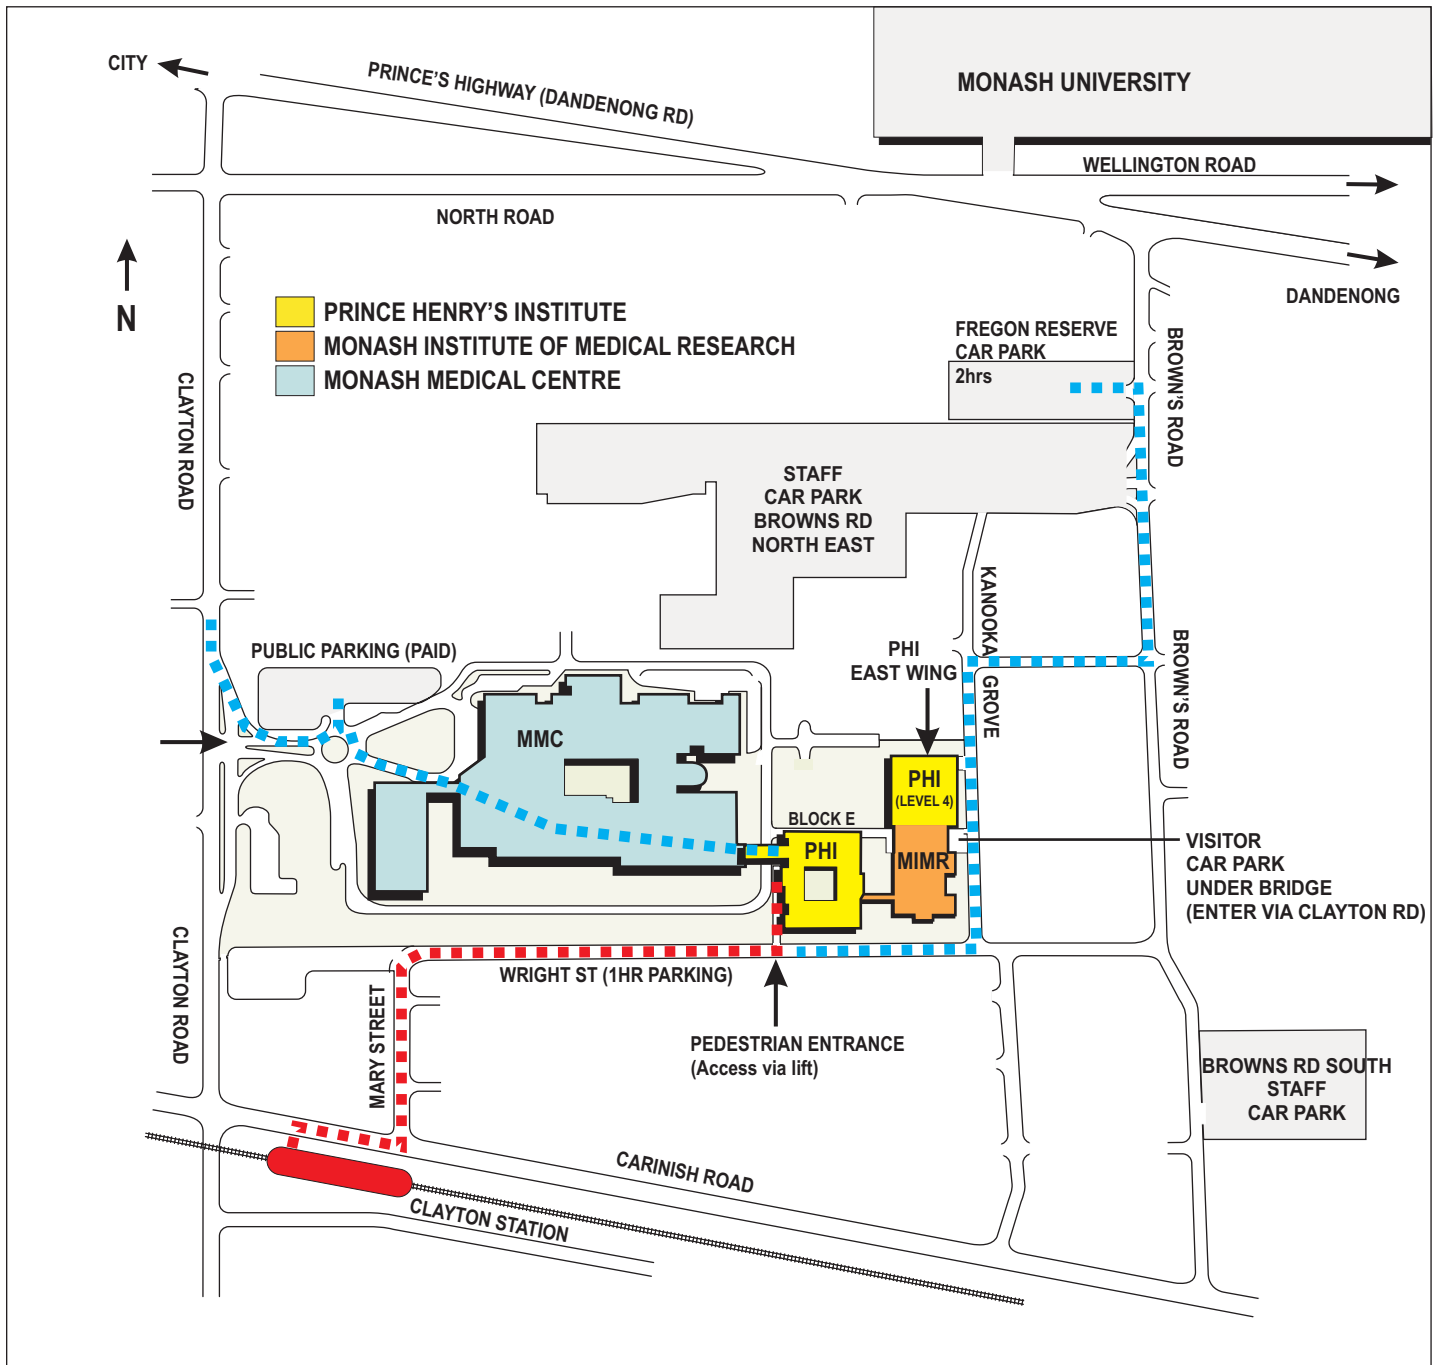 CITY
PRINCE'S HIGHWAY (DANDENONG RD)
MONASH UNIVERSITY
WELLINGTON ROAD
NORTH ROAD
N
DANDENONG
PRINCE HENRY'S INSTITUTE
MONASH INSTITUTE OF MEDICAL RESEARCH
MONASH MEDICAL CENTRE
FREGON RESERVE
CAR PARK
2hrs
BROWN'S ROAD
CLAYTON ROAD
STAFF
CAR PARK
BROWNS RD
NORTH EAST
KANOOKA
GROVE
BROWN'S ROAD
PUBLIC PARKING (PAID)
PHI
EAST WING
MMC
PHI
(LEVEL 4)
BLOCK E
PHI
MIMR
VISITOR
CAR PARK
UNDER BRIDGE
(ENTER VIA CLAYTON RD)
CLAYTON ROAD
WRIGHT ST (1HR PARKING)
MARY STREET
PEDESTRIAN ENTRANCE
(Access via lift)
BROWNS RD SOUTH
STAFF
CAR PARK
CARINISH ROAD
CLAYTON STATION